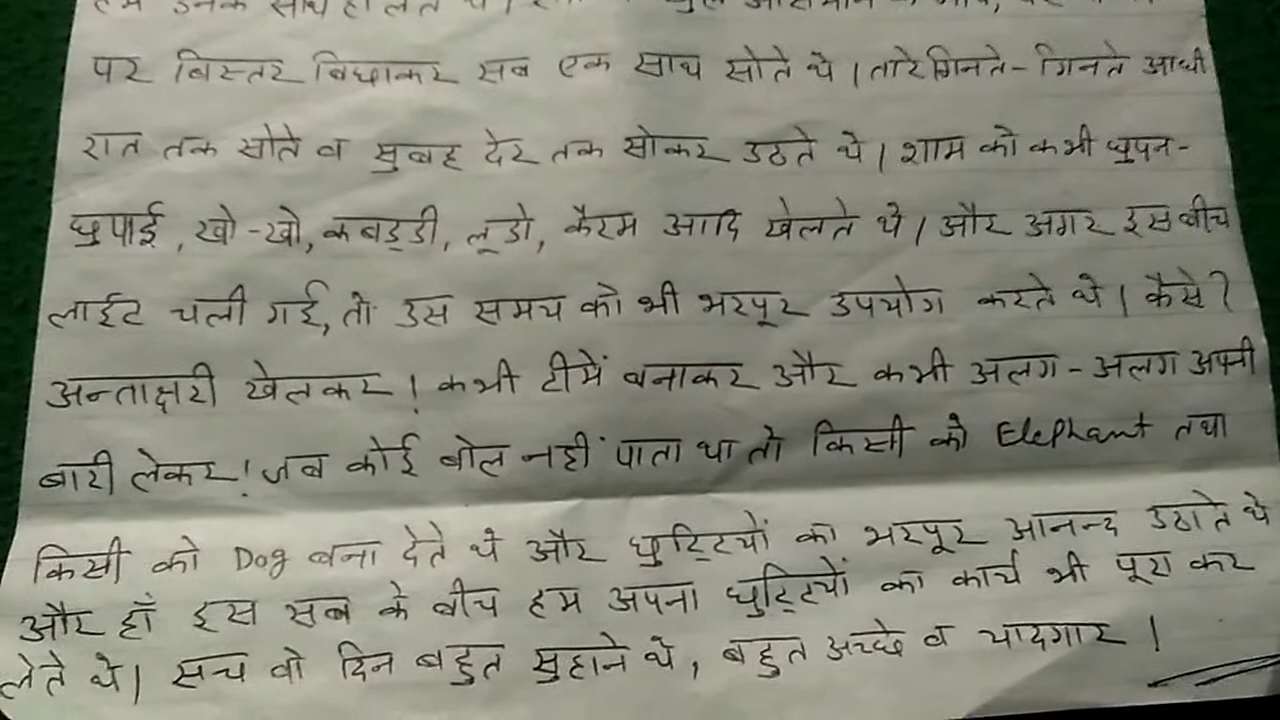 पर बिस्तर बिछाकर सब एक साथ सोते थे। तारे गिनते-गिनते आधी
रात तक सोते व सुबह देर तक सोकर उठते थे। शाम को कभी छुपन-
छुपाई, खो-खो, कबड्डी, लूडो, कैरम आदि खेलते थे। और अगर इस बीच
लाईट चली गई, तो उस समय को भी भरपूर उपयोग करते थे। कैसे?
अन्ताक्षरी खेलकर! कभी टीमें बनाकर और कभी अलग-अलग अपनी
बारी लेकर! जब कोई बोल नहीं पाता था तो किसी को Elephant तथा
किसी को Dog बना देते थे और छुट्टियों का भरपूर आनन्द उठाते थे
और हाँ इस सब के बीच हम अपना छुट्टियों का कार्य भी पूरा कर
लेते थे। सच वो दिन बहुत सुहाने थे, बहुत अच्छे व यादगार।